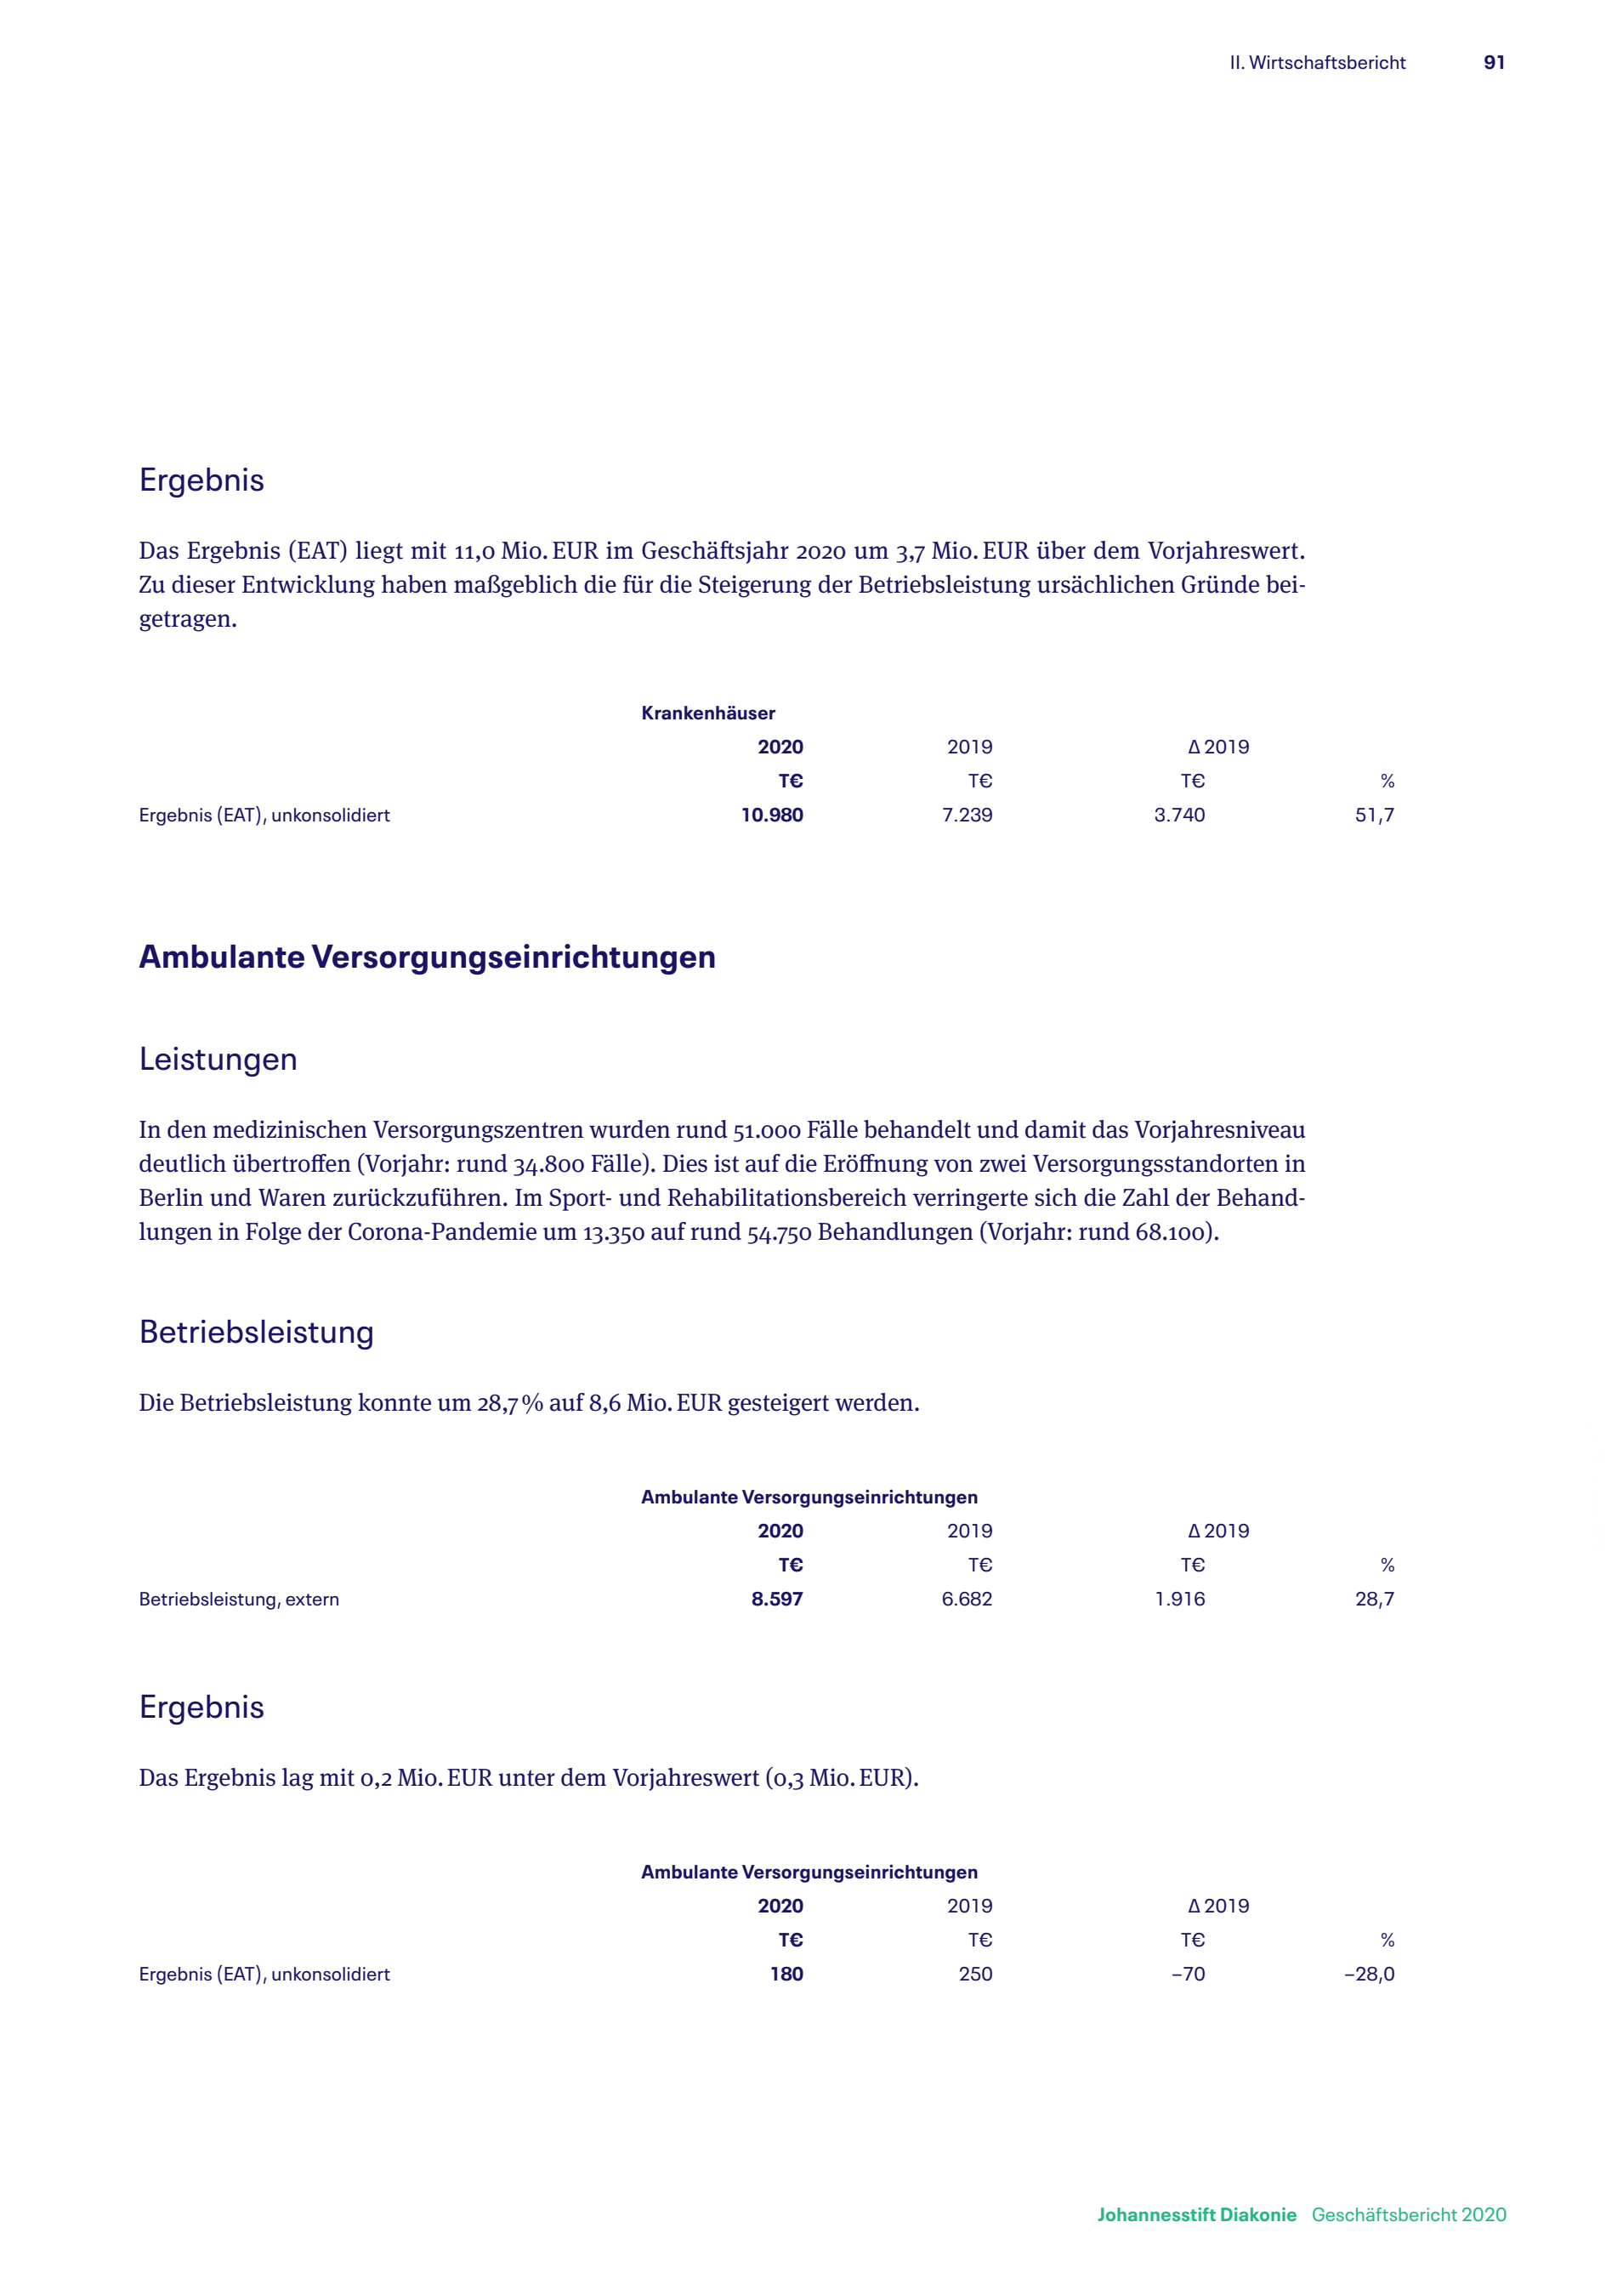 II. Wirtschaftsbericht 91
Ergebnis
Das Ergebnis (EAT) liegt mit 11,0 Mio. EUR im Geschäftsjahr 2020 um 3,7 Mio. EUR über dem Vorjahreswert.
Zu dieser Entwicklung haben maßgeblich die für die Steigerung der Betriebsleistung ursächlichen Gründe bei-
getragen.
Krankenhäuser
2020 2019 Δ 2019
T€ T€ T€ %
Ergebnis (EAT), unkonsolidiert 10.980 7.239 3.740 51,7
Ambulante Versorgungseinrichtungen
Leistungen
In den medizinischen Versorgungszentren wurden rund 51.000 Fälle behandelt und damit das Vorjahresniveau
deutlich übertroffen (Vorjahr: rund 34.800 Fälle). Dies ist auf die Eröffnung von zwei Versorgungsstandorten in
Berlin und Waren zurückzuführen. Im Sport- und Rehabilitationsbereich verringerte sich die Zahl der Behand-
lungen in Folge der Corona-Pandemie um 13.350 auf rund 54.750 Behandlungen (Vorjahr: rund 68.100).
Betriebsleistung
Die Betriebsleistung konnte um 28,7 % auf 8,6 Mio. EUR gesteigert werden.
Ambulante Versorgungseinrichtungen
2020 2019 Δ 2019
T€ T€ T€ %
Betriebsleistung, extern 8.597 6.682 1.916 28,7
Ergebnis
Das Ergebnis lag mit 0,2 Mio. EUR unter dem Vorjahreswert (0,3 Mio. EUR).
Ambulante Versorgungseinrichtungen
2020 2019 Δ 2019
T€ T€ T€ %
Ergebnis (EAT), unkonsolidiert 180 250 –70 –28,0
Johannesstift Diakonie Geschäftsbericht 2020